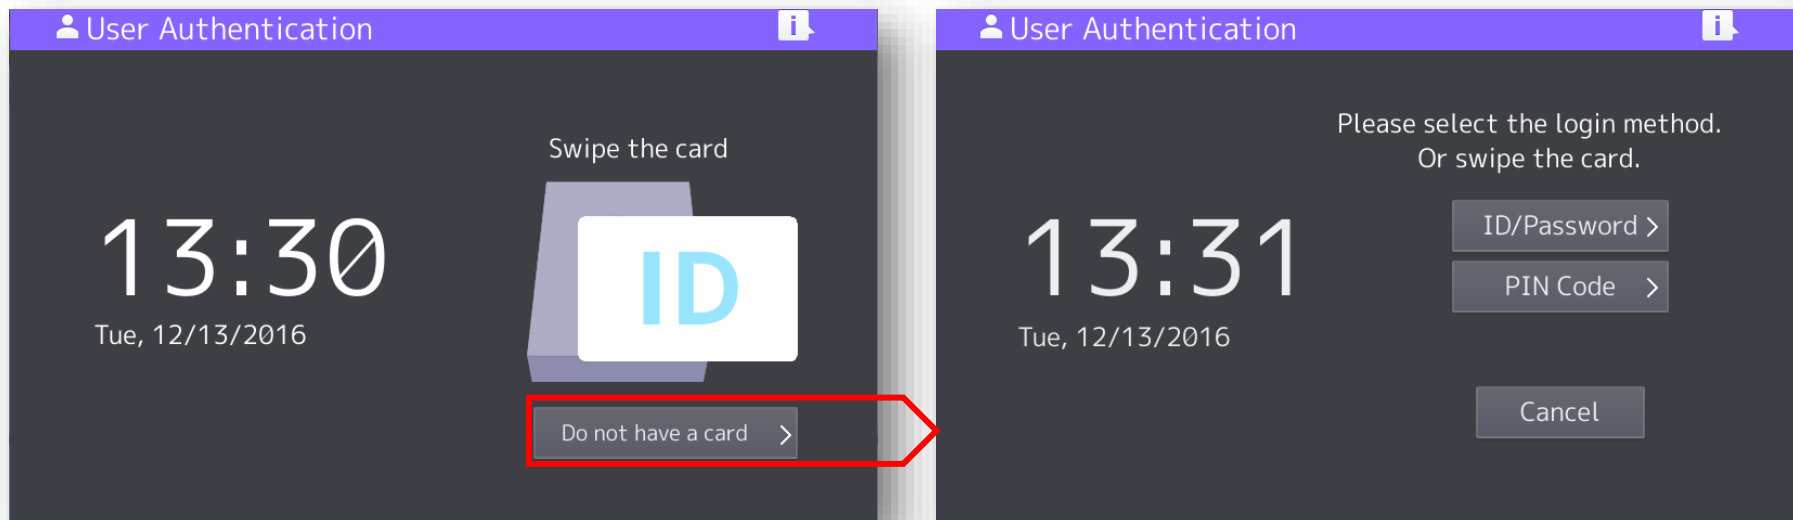 User Authentication
i
Swipe the card
13:30
Tue, 12/13/2016
ID
Do not have a card
User Authentication
i
Please select the login method.
Or swipe the card.
13:31
Tue, 12/13/2016
ID/Password
PIN Code
Cancel